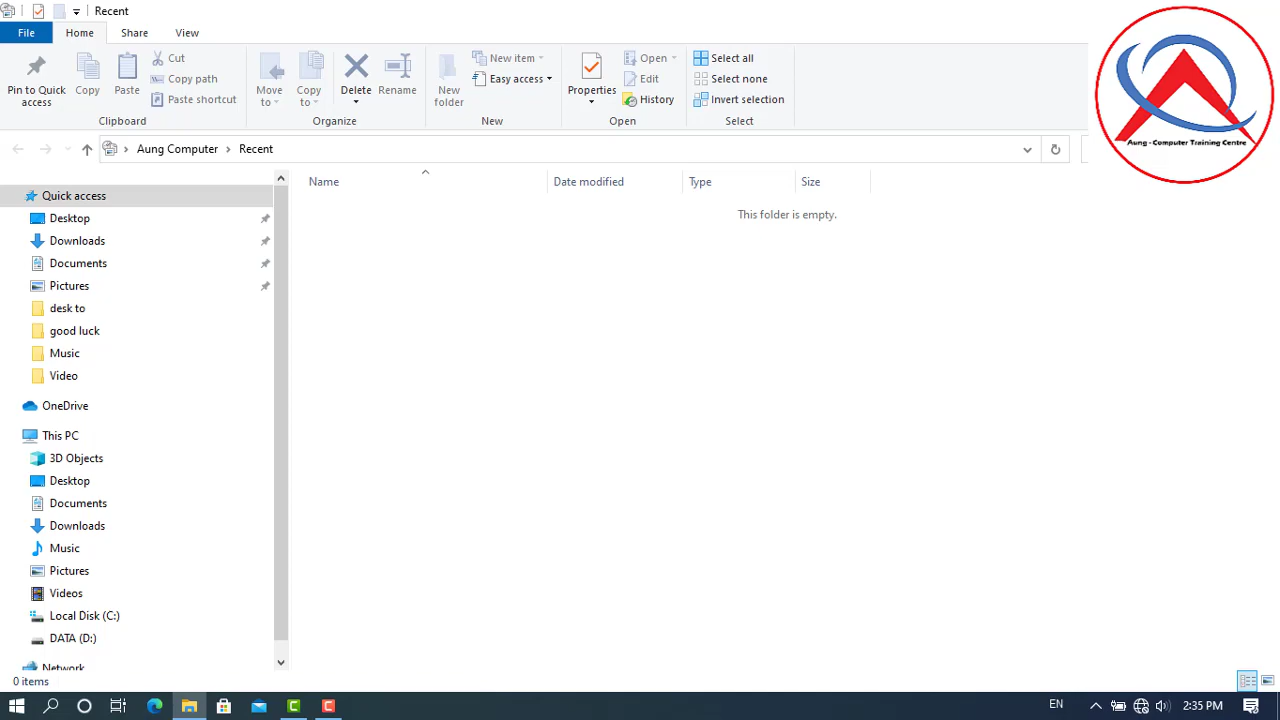 Recent
File Home Share View
Pin to Quick access
Copy
Paste
Cut
Copy path
Paste shortcut
Clipboard
Move to
Copy to
Delete
Rename
Organize
New folder
New item
Easy access
New
Properties
Open
Edit
History
Open
Select all
Select none
Invert selection
Select
Aung - Computer Training Centre
Aung Computer > Recent
Name Date modified Type Size
This folder is empty.
Quick access
Desktop
Downloads
Documents
Pictures
desk to
good luck
Music
Video
OneDrive
This PC
3D Objects
Desktop
Documents
Downloads
Music
Pictures
Videos
Local Disk (C:)
DATA (D:)
Network
0 items
EN 2:35 PM